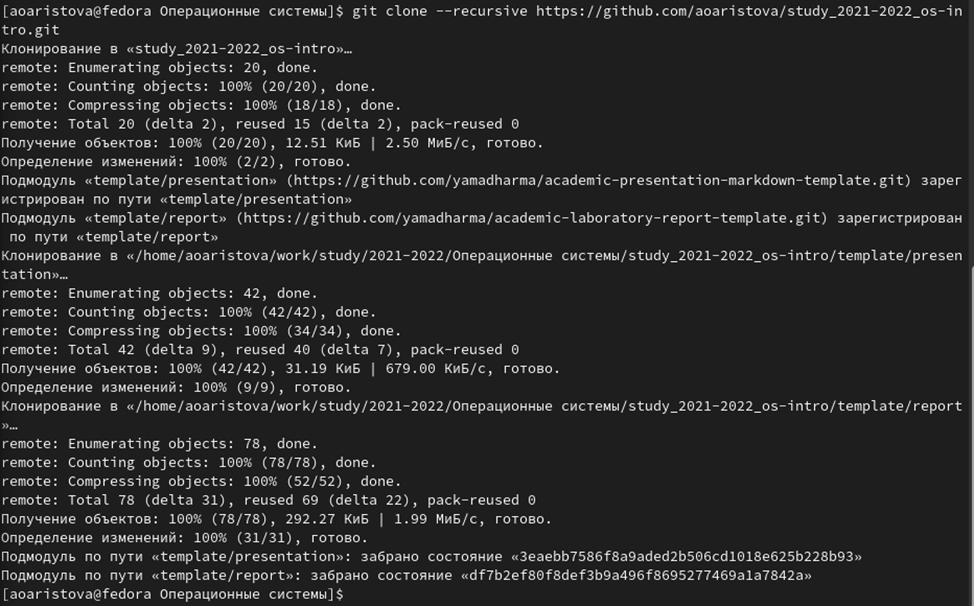 [aoaristova@fedora Операционные системы]$ git clone --recursive https://github.com/aoaristova/study_2021-2022_os-in
tro.git
Клонирование в «study_2021-2022_os-intro»…
remote: Enumerating objects: 20, done.
remote: Counting objects: 100% (20/20), done.
remote: Compressing objects: 100% (18/18), done.
remote: Total 20 (delta 2), reused 15 (delta 2), pack-reused 0
Получение объектов: 100% (20/20), 12.51 КиБ | 2.50 МиБ/с, готово.
Определение изменений: 100% (2/2), готово.
Подмодуль «template/presentation» (https://github.com/yamadharma/academic-presentation-markdown-template.git) зарег
истрирован по пути «template/presentation»
Подмодуль «template/report» (https://github.com/yamadharma/academic-laboratory-report-template.git) зарегистрирован
 по пути «template/report»
Клонирование в «/home/aoaristova/work/study/2021-2022/Операционные системы/study_2021-2022_os-intro/template/presen
tation»…
remote: Enumerating objects: 42, done.
remote: Counting objects: 100% (42/42), done.
remote: Compressing objects: 100% (34/34), done.
remote: Total 42 (delta 9), reused 40 (delta 7), pack-reused 0
Получение объектов: 100% (42/42), 31.19 КиБ | 679.00 КиБ/с, готово.
Определение изменений: 100% (9/9), готово.
Клонирование в «/home/aoaristova/work/study/2021-2022/Операционные системы/study_2021-2022_os-intro/template/report
»…
remote: Enumerating objects: 78, done.
remote: Counting objects: 100% (78/78), done.
remote: Compressing objects: 100% (52/52), done.
remote: Total 78 (delta 31), reused 69 (delta 22), pack-reused 0
Получение объектов: 100% (78/78), 292.27 КиБ | 1.99 МиБ/с, готово.
Определение изменений: 100% (31/31), готово.
Подмодуль по пути «template/presentation»: забрано состояние «3eaebb7586f8a9aded2b506cd1018e625b228b93»
Подмодуль по пути «template/report»: забрано состояние «df7b2ef80f8def3b9a496f8695277469a1a7842a»
[aoaristova@fedora Операционные системы]$